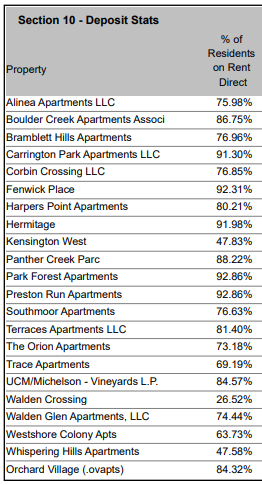 Section 10 - Deposit Stats
Property % of Residents on Rent Direct
Alinea Apartments LLC 75.98%
Boulder Creek Apartments Associ 86.75%
Bramblett Hills Apartments 76.96%
Carrington Park Apartments LLC 91.30%
Corbin Crossing LLC 76.85%
Fenwick Place 92.31%
Harpers Point Apartments 80.21%
Hermitage 91.98%
Kensington West 47.83%
Panther Creek Parc 88.22%
Park Forest Apartments 92.86%
Preston Run Apartments 92.86%
Southmoor Apartments 76.63%
Terraces Apartments LLC 81.40%
The Orion Apartments 73.18%
Trace Apartments 69.19%
UCM/Michelson - Vineyards L.P. 84.57%
Walden Crossing 26.52%
Walden Glen Apartments, LLC 74.44%
Westshore Colony Apts 63.73%
Whispering Hills Apartments 47.58%
Orchard Village (.ovapts) 84.32%